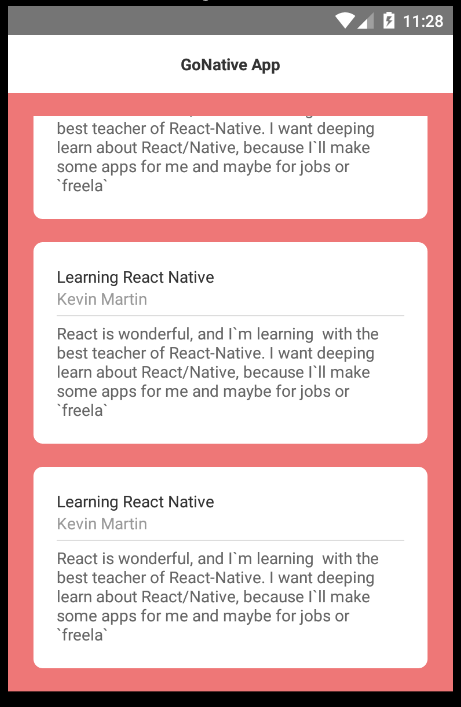 11:28
GoNative App
best teacher of React-Native. I want deeping
learn about React/Native, because I`ll make
some apps for me and maybe for jobs or
`freela`
Learning React Native
Kevin Martin
React is wonderful, and I`m learning  with the
best teacher of React-Native. I want deeping
learn about React/Native, because I`ll make
some apps for me and maybe for jobs or
`freela`
Learning React Native
Kevin Martin
React is wonderful, and I`m learning  with the
best teacher of React-Native. I want deeping
learn about React/Native, because I`ll make
some apps for me and maybe for jobs or
`freela`